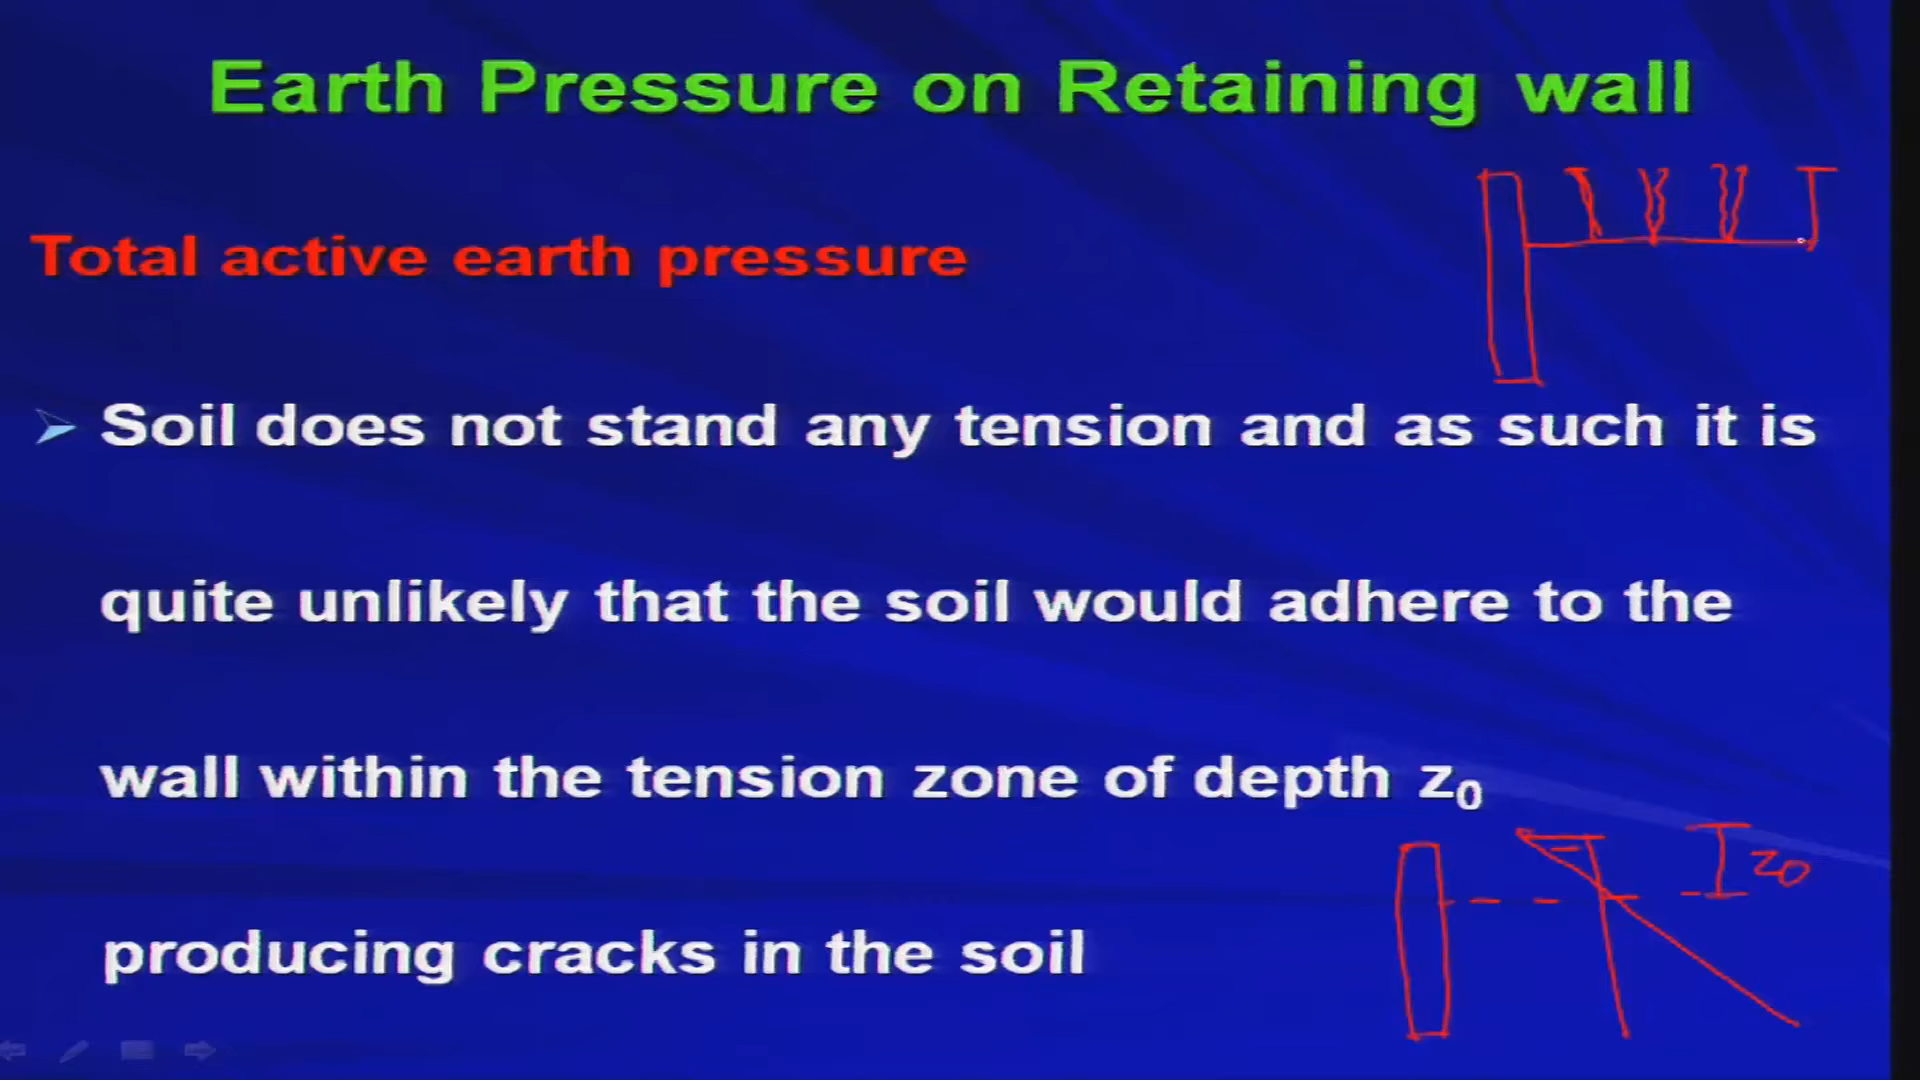 Earth Pressure on Retaining wall
Total active earth pressure
Soil does not stand any tension and as such it is
quite unlikely that the soil would adhere to the
wall within the tension zone of depth z₀
z0
producing cracks in the soil